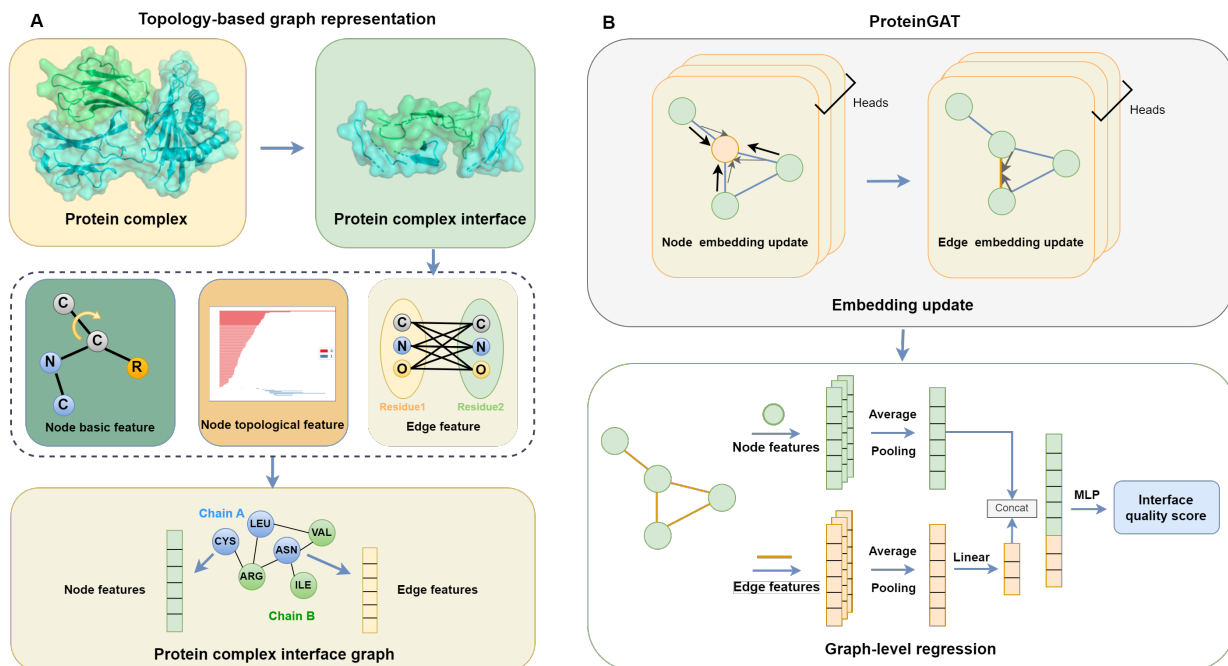 A
Topology-based graph representation
Protein complex
Protein complex interface
C
C
N
R
C
Node basic feature
0
1
Node topological feature
C
C
N
N
O
O
Residue1
Residue2
Edge feature
Chain A
LEU
VAL
CYS
ASN
ARG
ILE
Node features
Edge features
Chain B
Protein complex interface graph
B
ProteinGAT
Heads
Heads
Node embedding update
Edge embedding update
Embedding update
Node features
Average
Pooling
Concat
MLP
Interface
quality score
Edge features
Average
Pooling
Linear
Graph-level regression